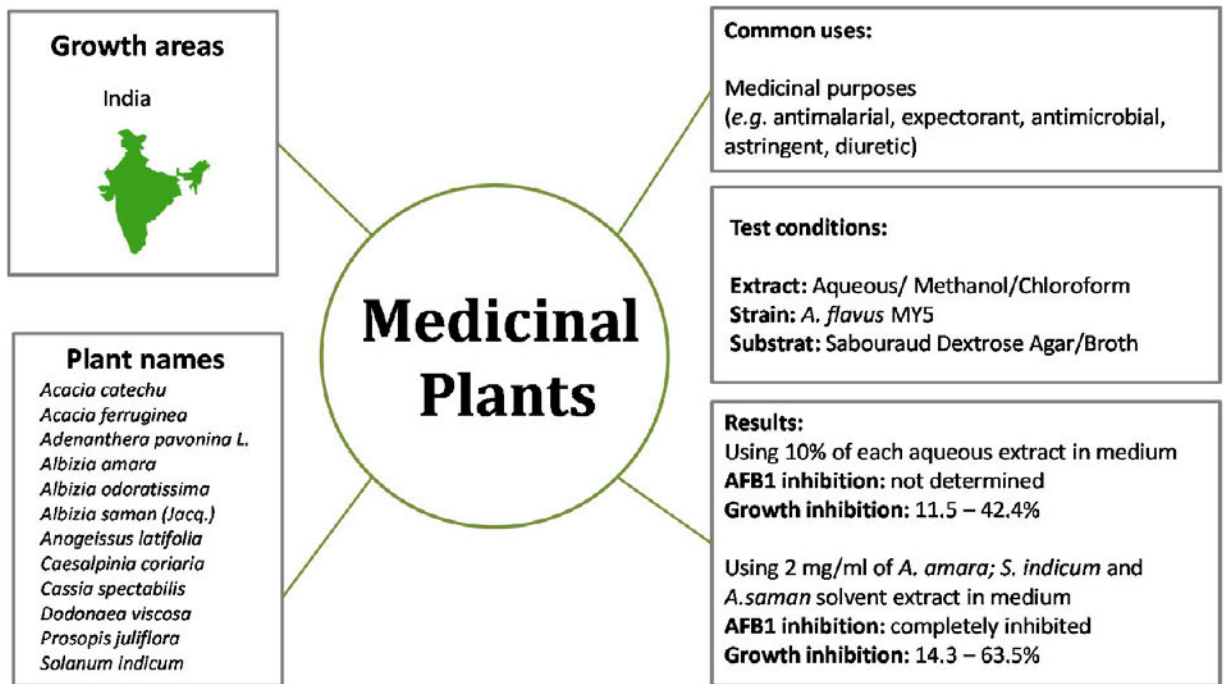 Growth areas
India
Plant names
Acacia catechu
Acacia ferruginea
Adenanthera pavonina L.
Albizia amara
Albizia odoratissima
Albizia saman (Jacq.)
Anogeissus latifolia
Caesalpinia coriaria
Cassia spectabilis
Dodonaea viscosa
Prosopis juliflora
Solanum indicum
Medicinal
Plants
Common uses:
Medicinal purposes
(e.g. antimalarial, expectorant, antimicrobial,
astringent, diuretic)
Test conditions:
Extract: Aqueous/ Methanol/Chloroform
Strain: A. flavus MY5
Substrat: Sabouraud Dextrose Agar/Broth
Results:
Using 10% of each aqueous extract in medium
AFB1 inhibition: not determined
Growth inhibition: 11.5 – 42.4%
Using 2 mg/ml of A. amara; S. indicum and
A.saman solvent extract in medium
AFB1 inhibition: completely inhibited
Growth inhibition: 14.3 – 63.5%